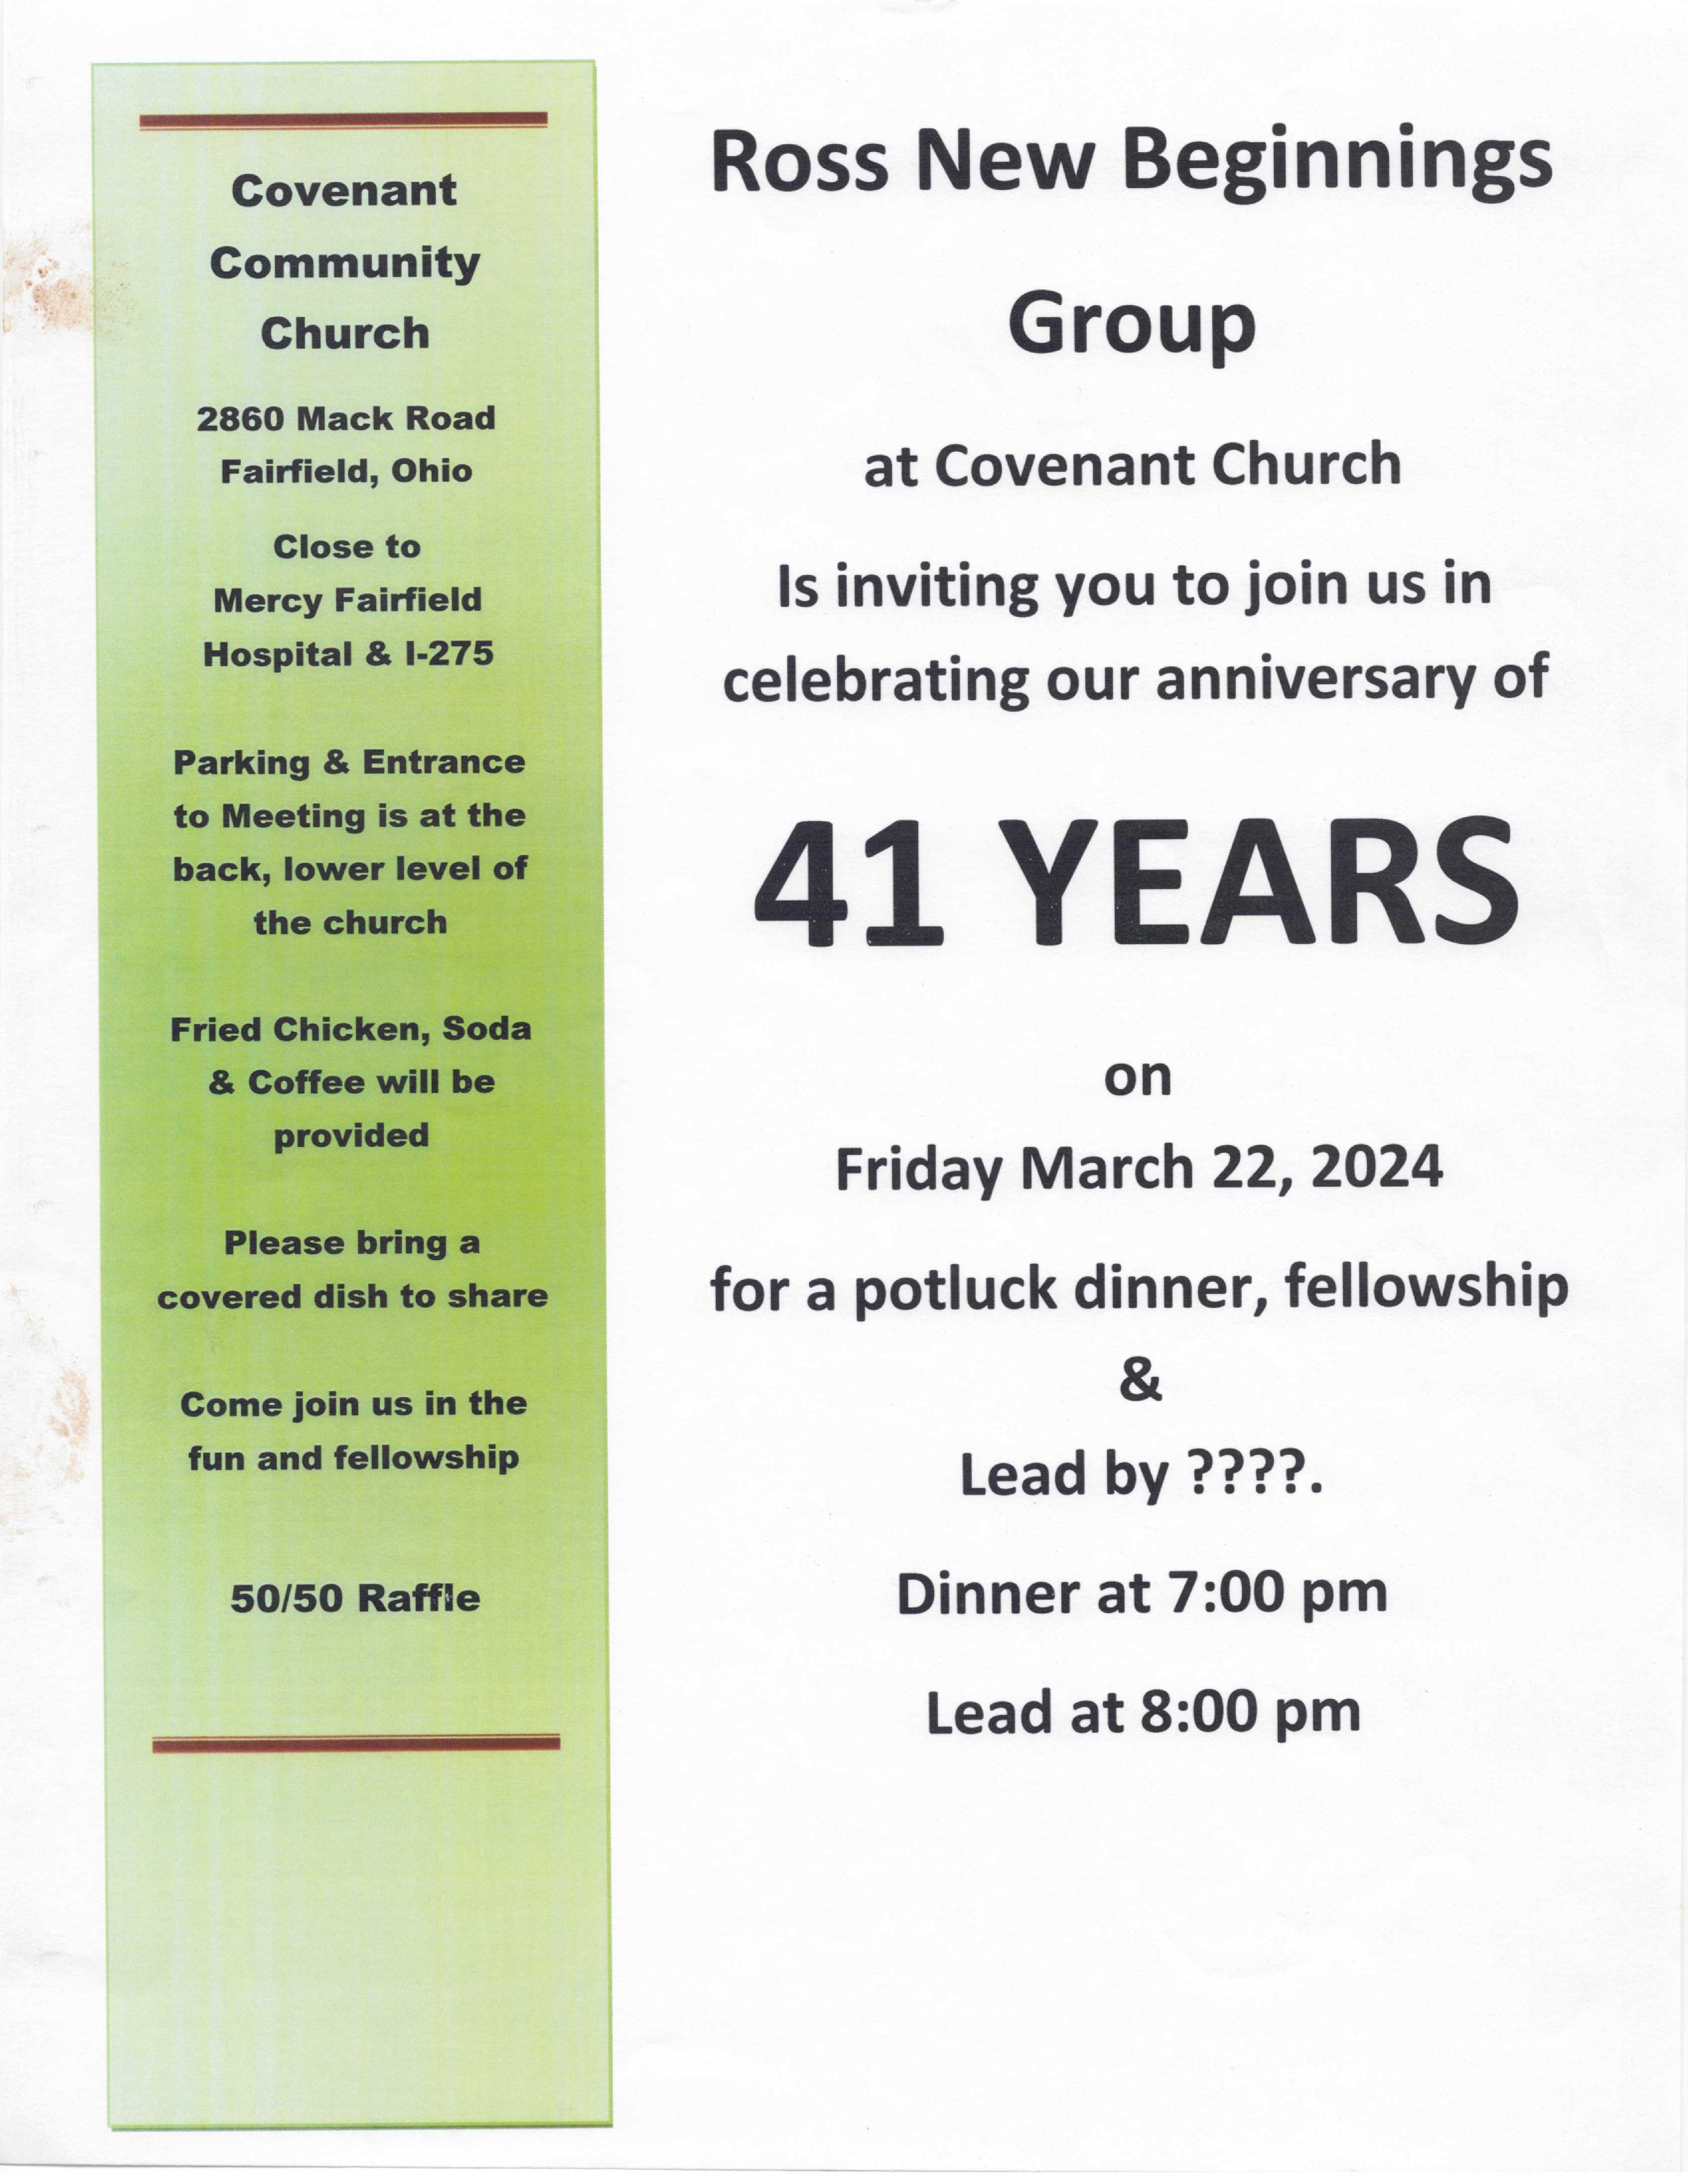 Covenant
Community
Church
2860 Mack Road
Fairfield, Ohio
Close to
Mercy Fairfield
Hospital & I-275
Parking & Entrance
to Meeting is at the
back, lower level of
the church
Fried Chicken, Soda
& Coffee will be
provided
Please bring a
covered dish to share
Come join us in the
fun and fellowship
50/50 Raffle
Ross New Beginnings
Group
at Covenant Church
Is inviting you to join us in
celebrating our anniversary of
41 YEARS
on
Friday March 22, 2024
for a potluck dinner, fellowship
&
Lead by ????.
Dinner at 7:00 pm
Lead at 8:00 pm